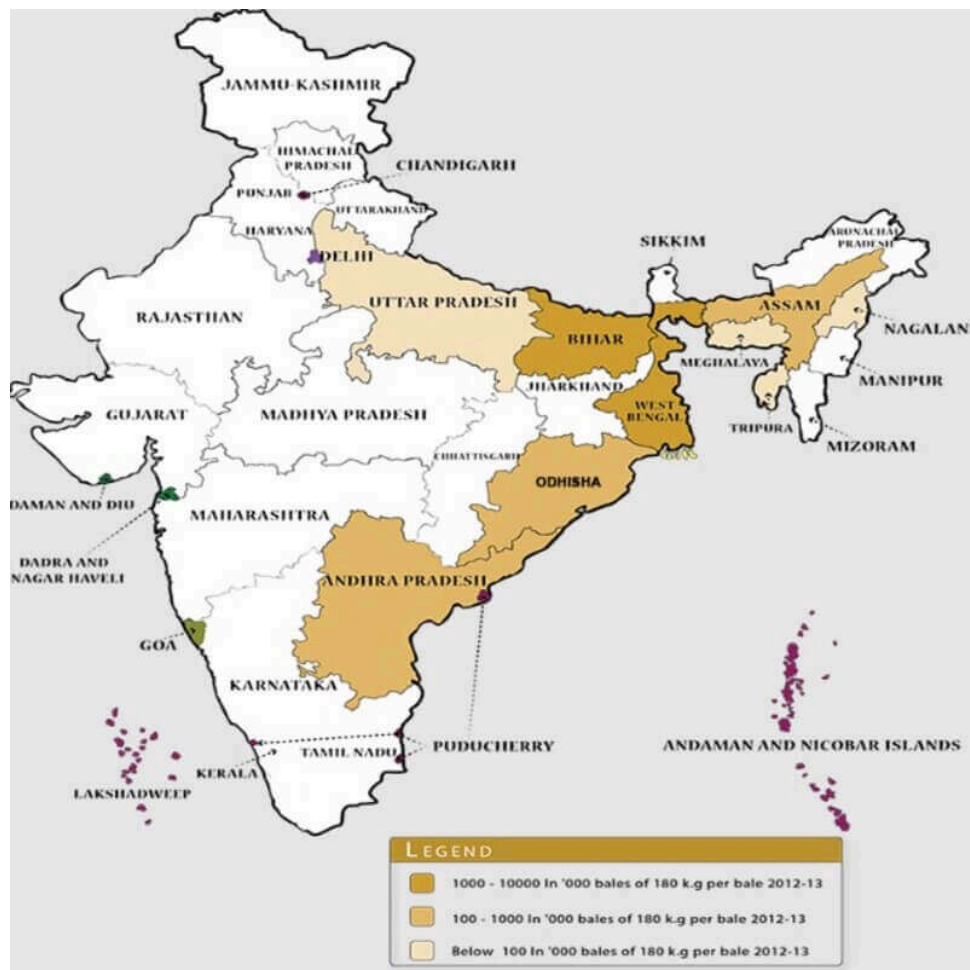 JAMMU-KASHMIR
HIMACHAL
PRADESH
CHANDIGARH
PUNJAB
UTTARAKHAND
HARYANA
DELHI
SIKKIM
ARUNACHAL
PRADESH
RAJASTHAN
UTTAR PRADESH
ASSAM
NAGALAN
BIHAR
MEGHALAYA
MANIPUR
JHARKHAND
GUJARAT
MADHYA PRADESH
WEST
BENGAL
TRIPURA
MIZORAM
CHHATTISGARH
ODHISHA
DAMAN AND DIU
MAHARASHTRA
DADRA AND
NAGAR HAVELI
ANDHRA PRADESH
GOA
KARNATAKA
PUDUCHERRY
TAMIL NADU
KERALA
LAKSHADWEEP
ANDAMAN AND NICOBAR ISLANDS
LEGEND
1000 - 10000 In '000 bales of 180 k.g per bale 2012-13
100 - 1000 In '000 bales of 180 k.g per bale 2012-13
Below 100 In '000 bales of 180 k.g per bale 2012-13